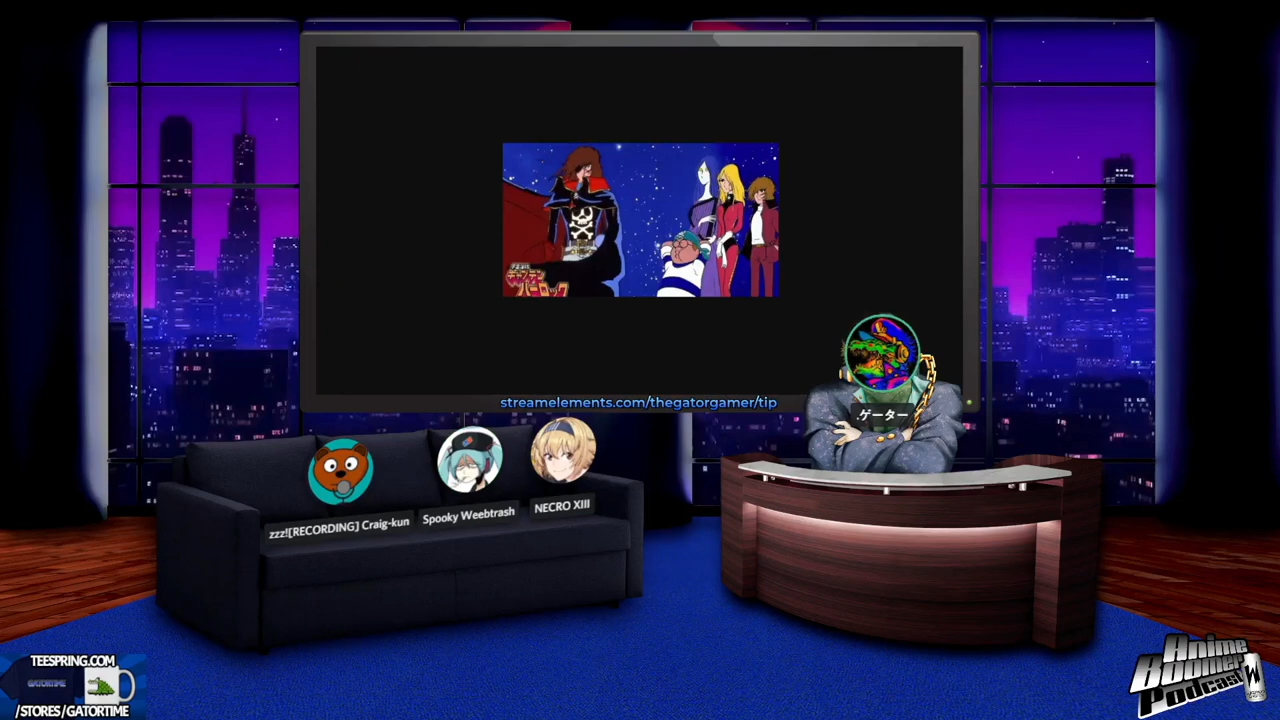 キャプテン
ハーロック
streamelements.com/thegatorgamer/tip
.ゲーター
zzz![RECORDING] Craig-kun
Spooky Weebtrash
NECRO XIII
TEESPRING.COM
GATORTIME
/STORES/GATORTIME
Anime
Boomer
Podcast